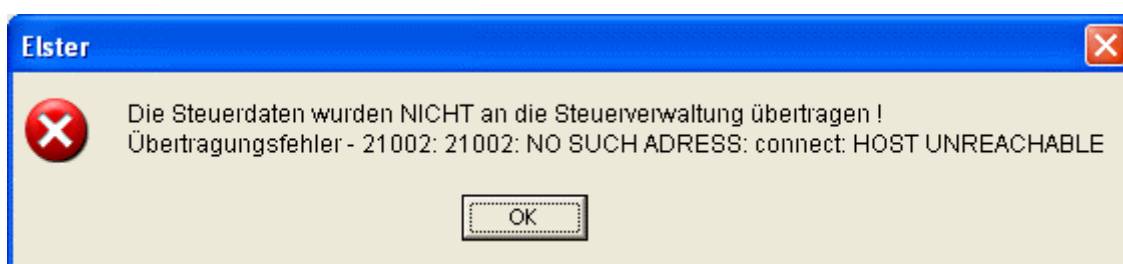 Elster
Die Steuerdaten wurden NICHT an die Steuerverwaltung übertragen !
Übertragungsfehler - 21002: 21002: NO SUCH ADRESS: connect: HOST UNREACHABLE
OK